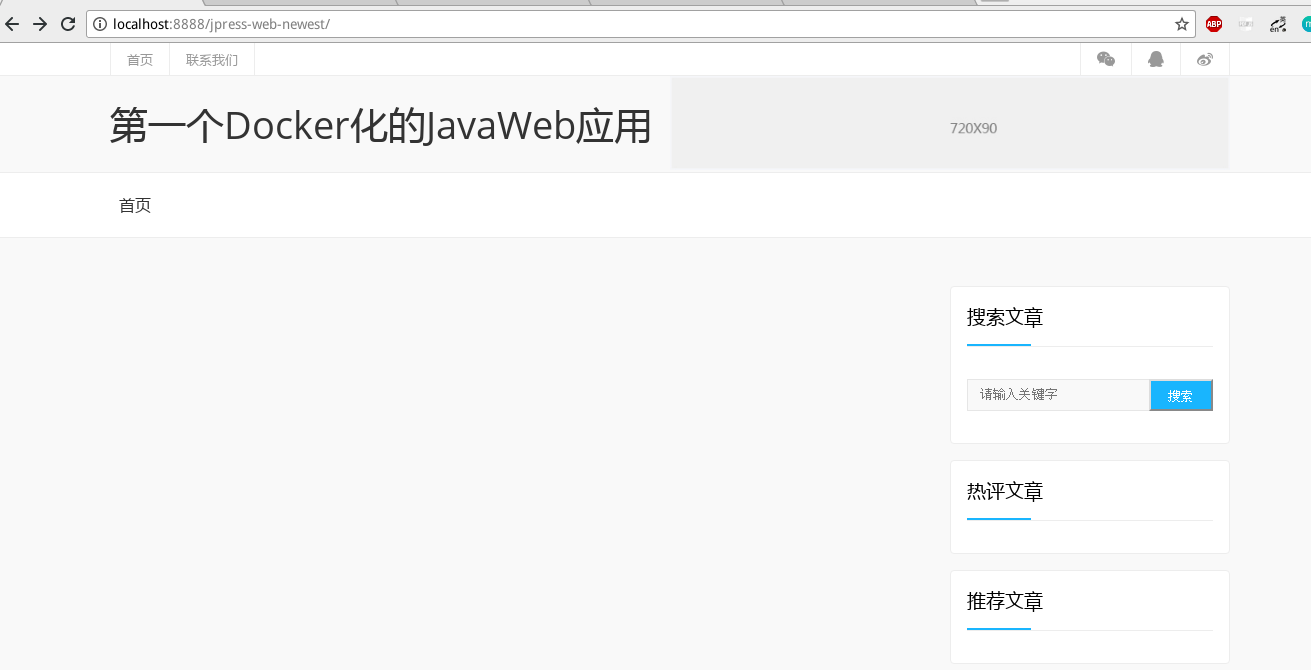 localhost:8888/jpress-web-newest/
ABP
首页 联系我们
第一个Docker化的JavaWeb应用
720X90
首页
搜索文章
请输入关键字 搜索
热评文章
推荐文章